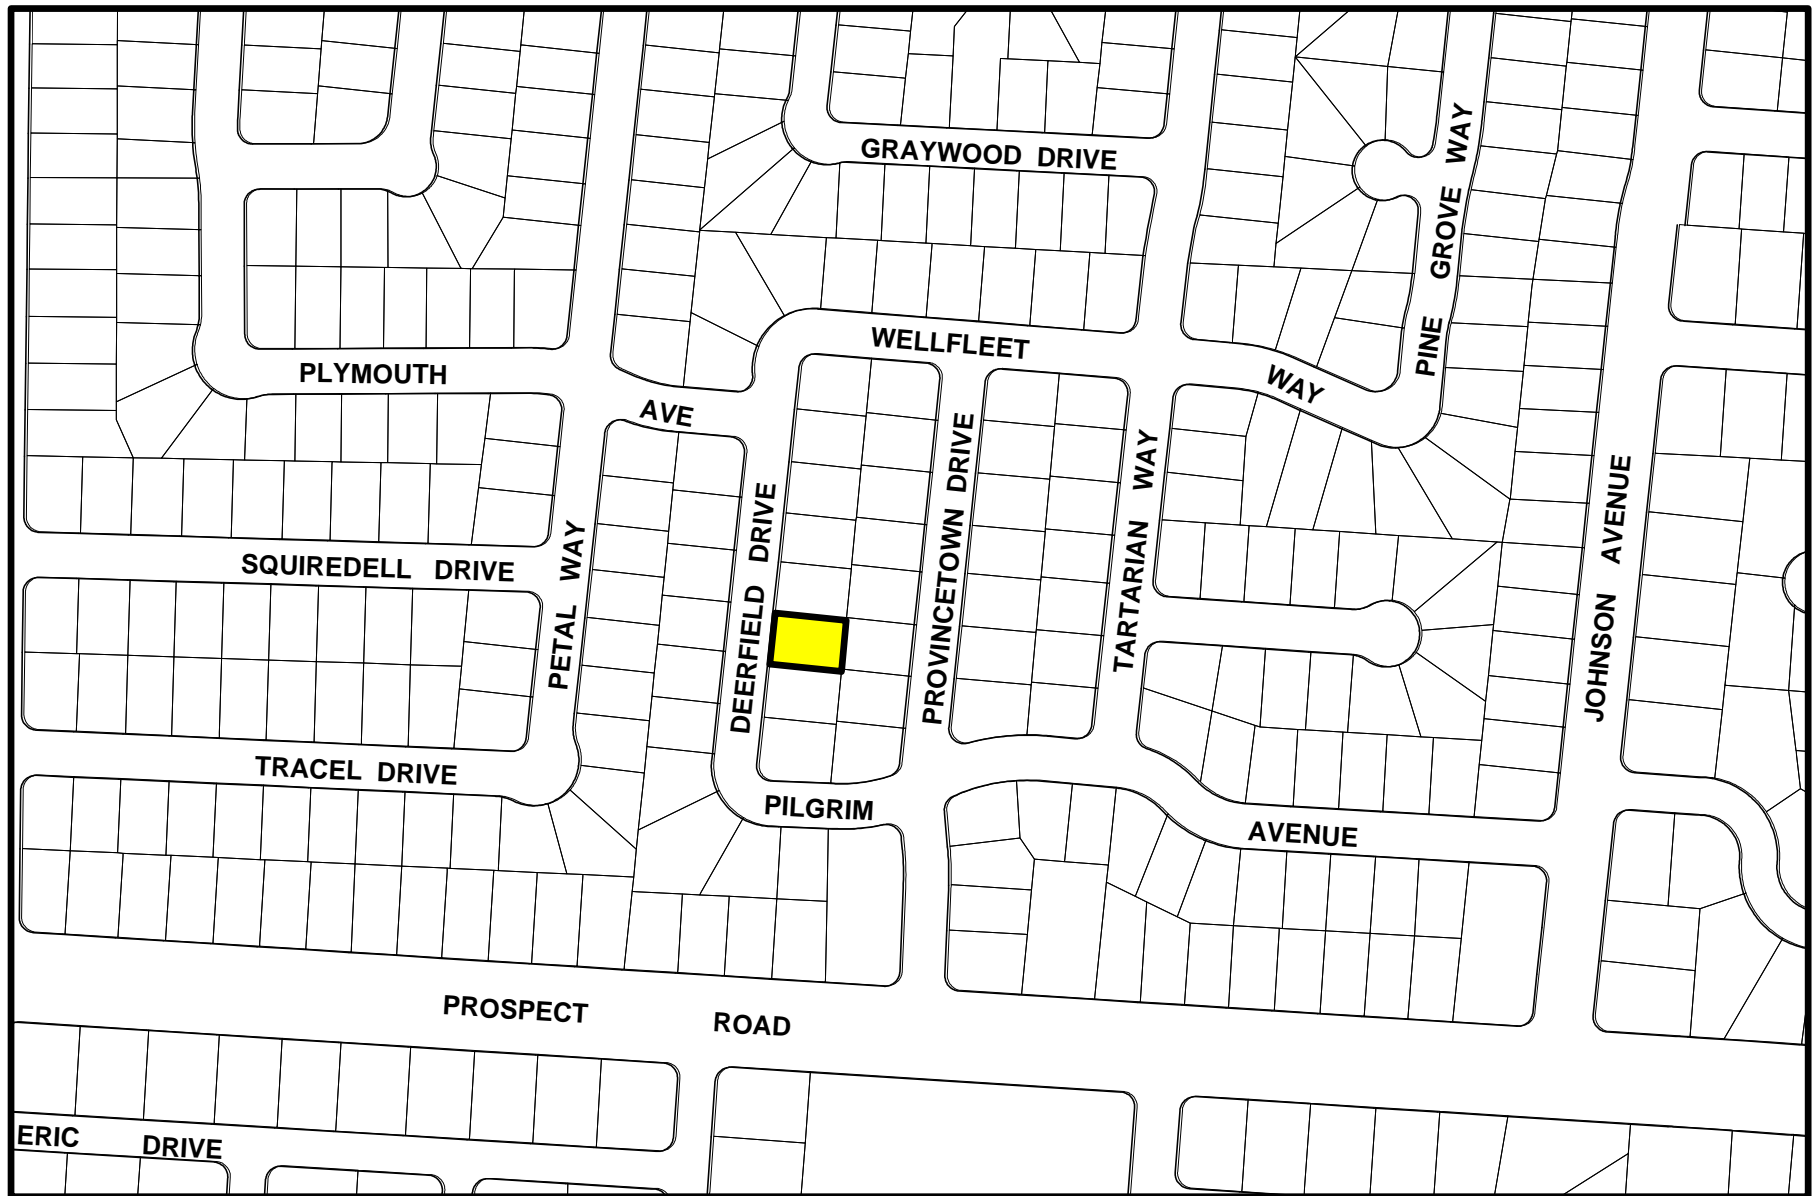 GRAYWOOD DRIVE
PINE GROVE WAY
WELLFLEET
WAY
PLYMOUTH
AVE
SQUIREDELL DRIVE
PETAL WAY
DEERFIELD DRIVE
PROVINCETOWN DRIVE
TARTARIAN WAY
JOHNSON AVENUE
TRACEL DRIVE
PILGRIM
AVENUE
PROSPECT ROAD
ERIC DRIVE